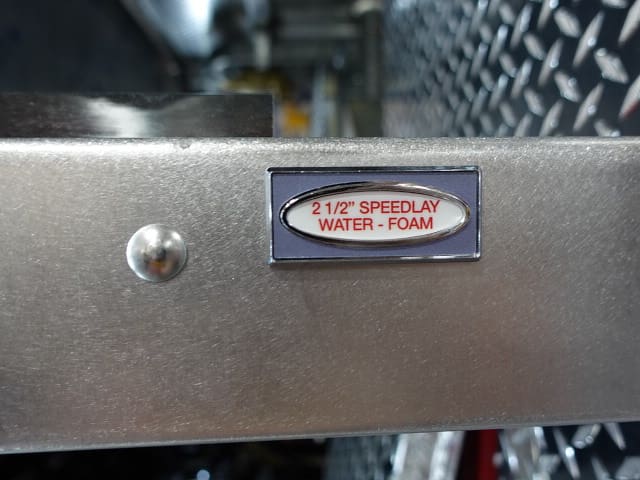 2 1/2” SPEEDLAY
WATER - FOAM